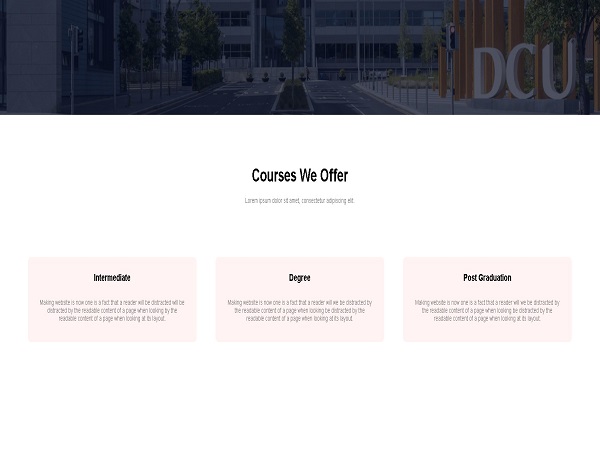 DCU
Courses We Offer
Lorem ipsum dolor sit amet, consectetur adipiscing elit.
Intermediate
Making website is now one is a fact that a reader will be distracted will be
distracted by the readable content of a page when looking by the
readable content of a page when looking at its layout.
Degree
Making website is now one is a fact that a reader will we be distracted by
the readable content of a page when looking be distracted by the
readable content of a page when looking at its layout.
Post Graduation
Making website is now one is a fact that a reader will we be distracted by
the readable content of a page when looking be distracted by the
readable content of a page when looking at its layout.